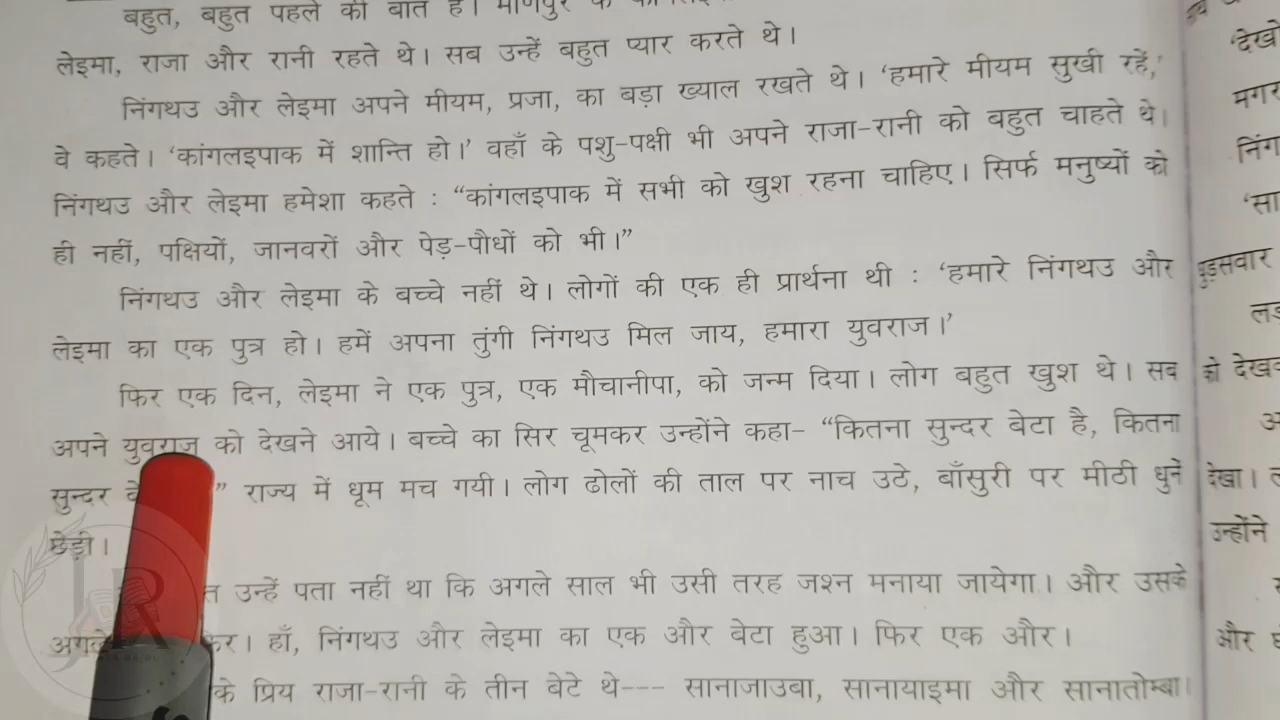 बहुत, बहुत पहले की बात है। मणिपुर के
लेइमा, राजा और रानी रहते थे। सब उन्हें बहुत प्यार करते थे।
निंगथउ और लेइमा अपने मीयम, प्रजा, का बड़ा ख्याल रखते थे। ‘हमारे मीयम सुखी रहें,’
वे कहते। ‘कांगलइपाक में शान्ति हो।’ वहाँ के पशु-पक्षी भी अपने राजा-रानी को बहुत चाहते थे।
निंगथउ और लेइमा हमेशा कहते : “कांगलइपाक में सभी को खुश रहना चाहिए। सिर्फ मनुष्यों को
ही नहीं, पक्षियों, जानवरों और पेड़-पौधों को भी।”
निंगथउ और लेइमा के बच्चे नहीं थे। लोगों की एक ही प्रार्थना थी : ‘हमारे निंगथउ और
लेइमा का एक पुत्र हो। हमें अपना तुंगी निंगथउ मिल जाय, हमारा युवराज।’
फिर एक दिन, लेइमा ने एक पुत्र, एक मौचानीपा, को जन्म दिया। लोग बहुत खुश थे। सब
अपने युवराज को देखने आये। बच्चे का सिर चूमकर उन्होंने कहा- “कितना सुन्दर बेटा है, कितना
सुन्दर ” राज्य में धूम मच गयी। लोग ढोलों की ताल पर नाच उठे, बाँसुरी पर मीठी धुनें
छेड़ी।
उन्हें पता नहीं था कि अगले साल भी उसी तरह जश्न मनाया जायेगा। और उसके
हाँ, निंगथउ और लेइमा का एक और बेटा हुआ। फिर एक और।
के प्रिय राजा-रानी के तीन बेटे थे--- सानाजाउबा, सानायाइमा और सानातोम्बा।
‘देखो
मगर
घुड़सवार
देखा।
उन्होंने
और
JR